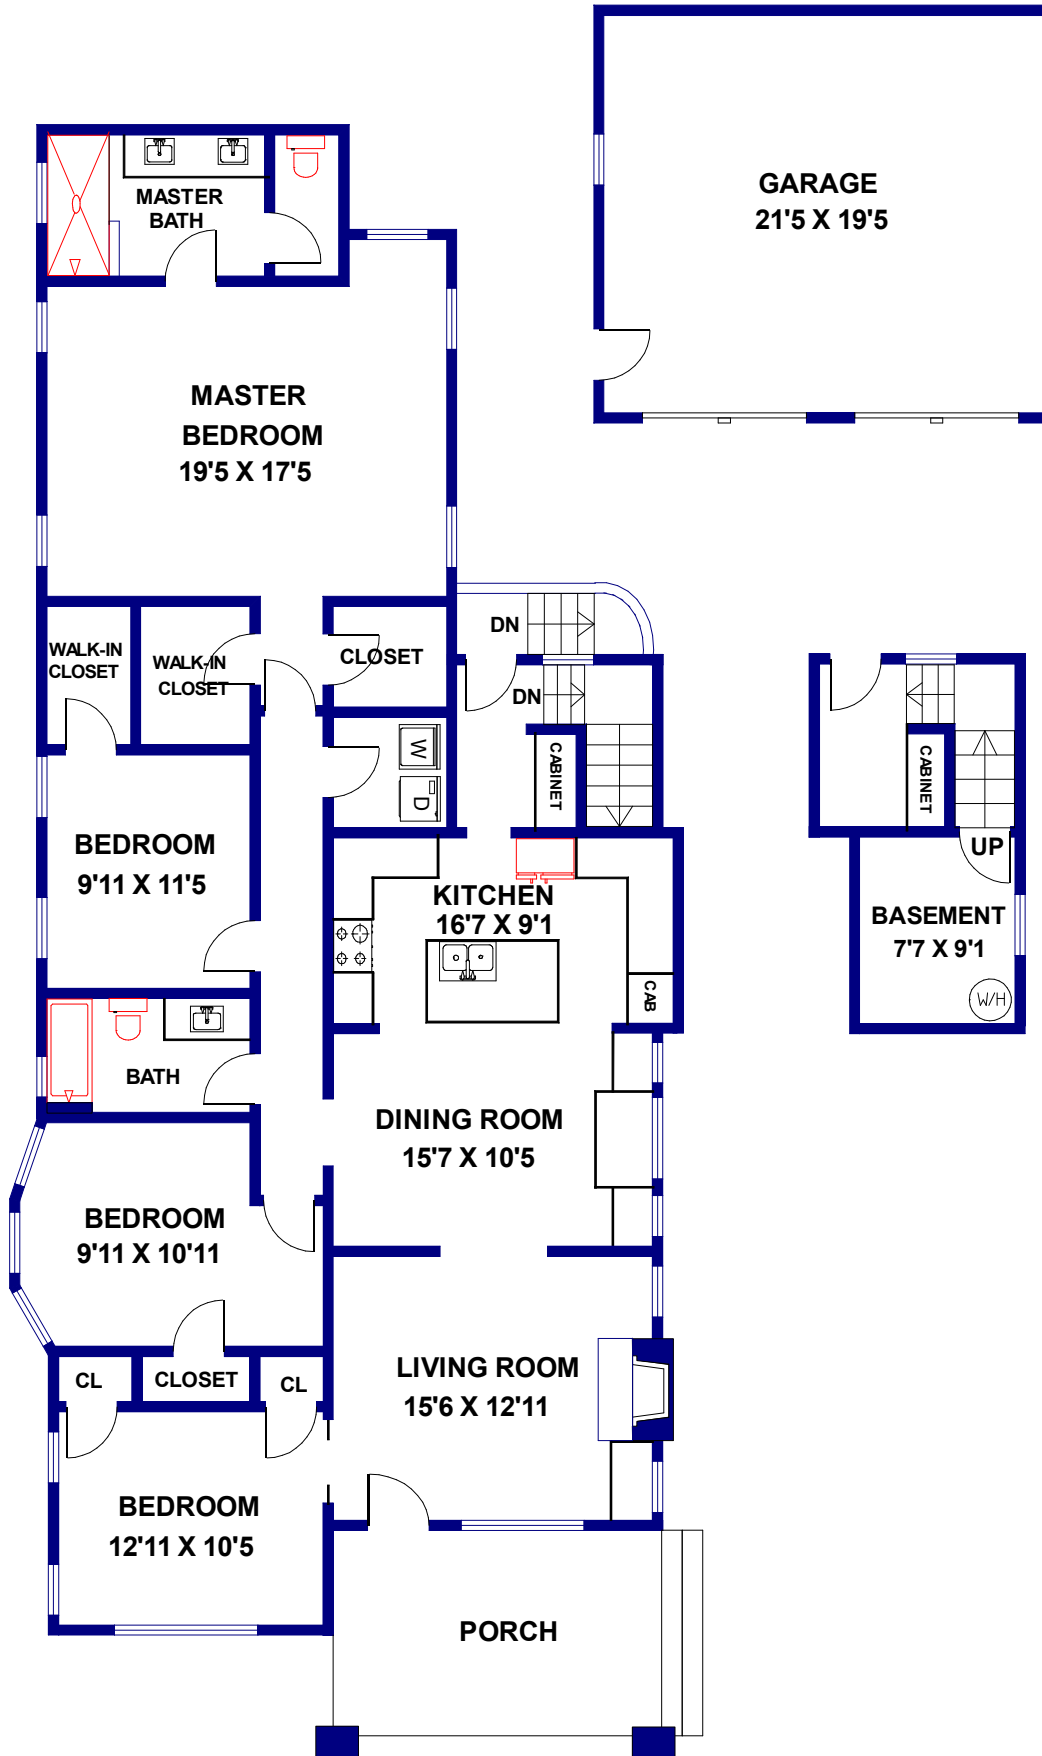 GARAGE
21'5 X 19'5
MASTER
BATH
MASTER
BEDROOM
19'5 X 17'5
WALK-IN
CLOSET
WALK-IN
CLOSET
CLOSET
DN
DN
W
D
CABINET
CABINET
UP
BEDROOM
9'11 X 11'5
KITCHEN
16'7 X 9'1
CAB
BASEMENT
7'7 X 9'1
W/H
BATH
DINING ROOM
15'7 X 10'5
BEDROOM
9'11 X 10'11
CL
CLOSET
CL
LIVING ROOM
15'6 X 12'11
BEDROOM
12'11 X 10'5
PORCH